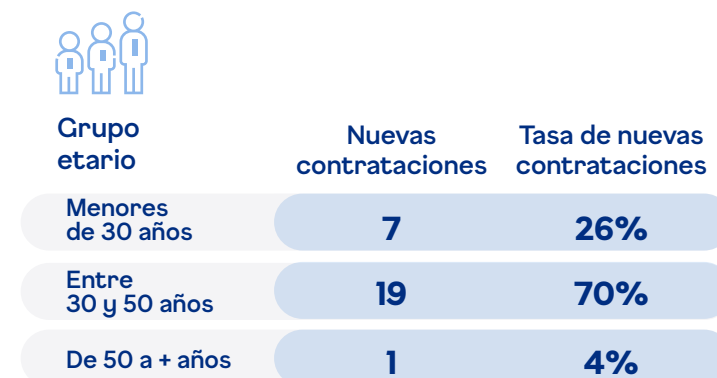 Grupo
etario
Nuevas
contrataciones
Tasa de nuevas
contrataciones
Menores
de 30 años
7
26%
Entre
30 y 50 años
19
70%
De 50 a + años
1
4%